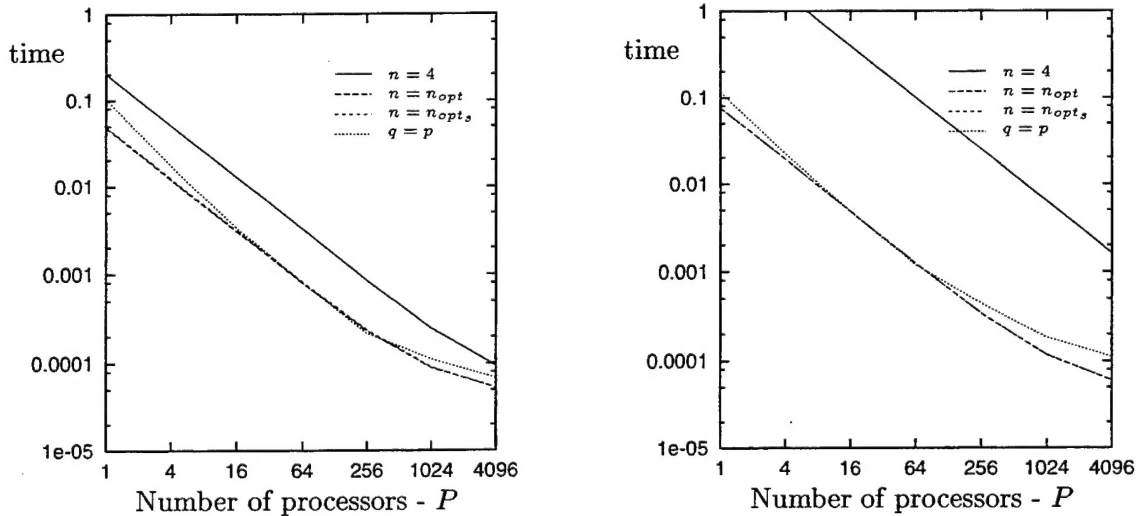 1
time
0.1
0.01
0.001
0.0001
1e-05
n = 4
n = n_opt
n = n_opt_s
q = p
1 4 16 64 256 1024 4096
Number of processors - P
1
time
0.1
0.01
0.001
0.0001
1e-05
n = 4
n = n_opt
n = n_opt_s
q = p
1 4 16 64 256 1024 4096
Number of processors - P